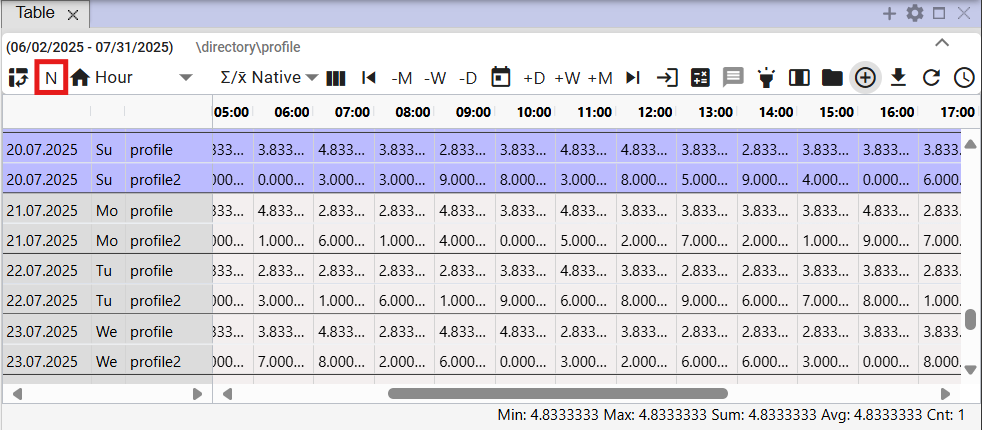 Table
(06/02/2025 - 07/31/2025) \directory\profile
N Hour Σ/x̄ Native -M -W -D +D +W +M
05:00 06:00 07:00 08:00 09:00 10:00 11:00 12:00 13:00 14:00 15:00 16:00 17:00
20.07.2025 Su profile 333... 3.833... 4.833... 3.833... 2.833... 3.833... 4.833... 4.833... 3.833... 2.833... 3.833... 3.833... 3.833.
20.07.2025 Su profile2 000... 0.000... 3.000... 3.000... 9.000... 8.000... 3.000... 8.000... 5.000... 9.000... 4.000... 0.000... 6.000.
21.07.2025 Mo profile 333... 4.833... 2.833... 2.833... 4.833... 3.833... 4.833... 3.833... 3.833... 3.833... 3.833... 4.833... 2.833.
21.07.2025 Mo profile2 000... 1.000... 6.000... 1.000... 4.000... 0.000... 5.000... 2.000... 7.000... 2.000... 1.000... 9.000... 7.000.
22.07.2025 Tu profile 333... 2.833... 2.833... 2.833... 2.833... 2.833... 4.833... 3.833... 2.833... 2.833... 3.833... 3.833... 2.833.
22.07.2025 Tu profile2 000... 3.000... 1.000... 6.000... 1.000... 9.000... 6.000... 8.000... 9.000... 6.000... 7.000... 8.000... 1.000.
23.07.2025 We profile 333... 3.833... 4.833... 2.833... 4.833... 4.833... 2.833... 3.833... 3.833... 2.833... 2.833... 3.833... 3.833.
23.07.2025 We profile2 000... 7.000... 8.000... 2.000... 6.000... 0.000... 3.000... 2.000... 6.000... 6.000... 3.000... 0.000... 8.000.
Min: 4.8333333 Max: 4.8333333 Sum: 4.8333333 Avg: 4.8333333 Cnt: 1